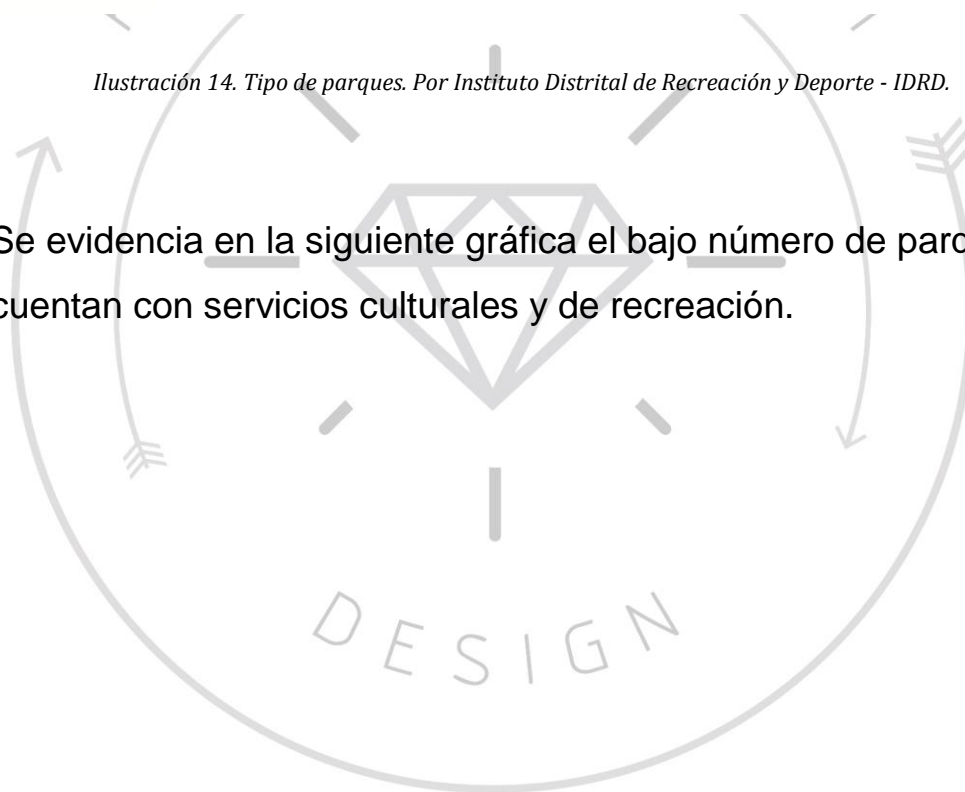 Ilustración 14. Tipo de parques. Por Instituto Distrital de Recreación y Deporte - IDRD.
Se evidencia en la siguiente gráfica el bajo número de
cuentan con servicios culturales y de recreación.
DESIGN